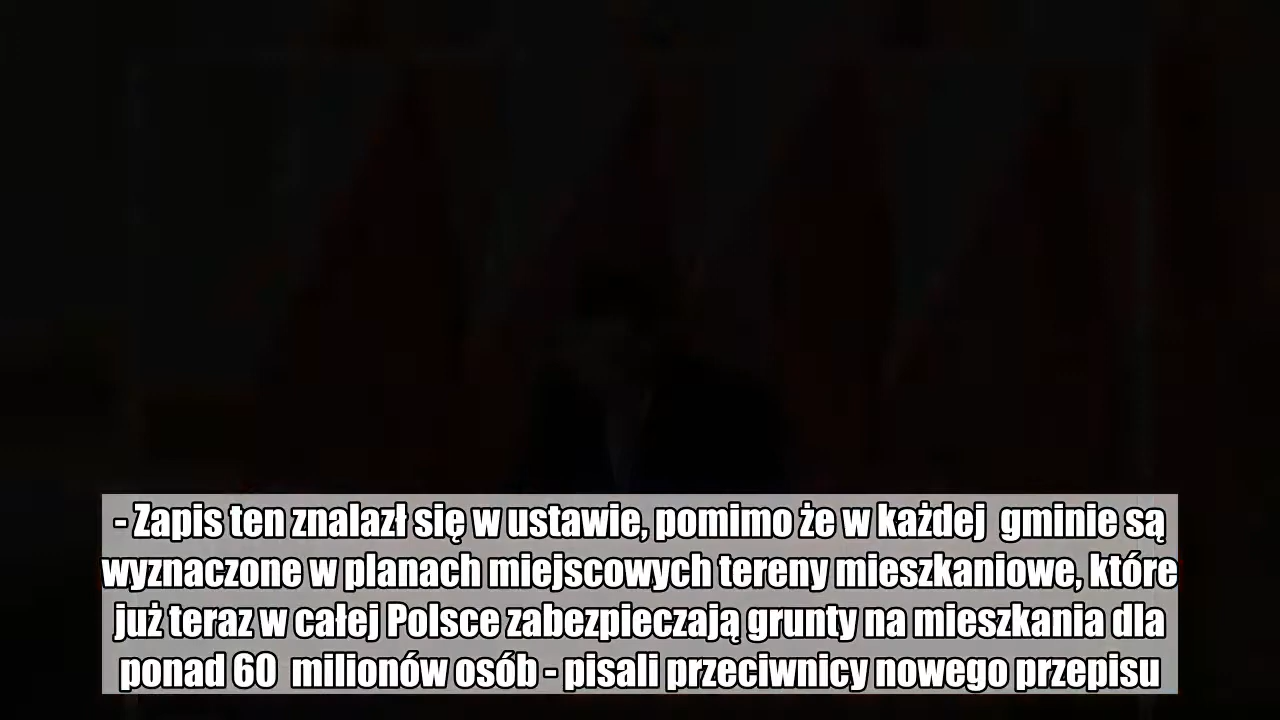 - Zapis ten znalazł się w ustawie, pomimo że w każdej  gminie są
wyznaczone w planach miejscowych tereny mieszkaniowe, które
już teraz w całej Polsce zabezpieczają grunty na mieszkania dla
ponad 60  milionów osób - pisali przeciwnicy nowego przepisu